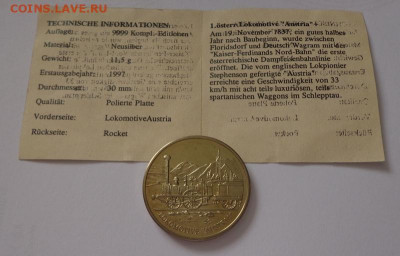 COINS.LAVE.RU
TECHNISCHE INFORMATIONEN:
Auflage: 9999 Kompl.-Editionen
Material: Neusilber
Gewicht: 11,5 g
Erstausgabejahr: 1997
Durchmesser: 30 mm
Qualität: Polierte Platte
Vorderseite: LokomotiveAustria
Rückseite: Rocket
Lokomotive "Austria"
Am 19. November 1837, ein gutes halbes
Jahr nach Baubeginn, wurde zwischen
Floridsdorf und Deutsch Wagram mit der
"Kaiser-Ferdinands Nord-Bahn" die erste
österreichische Dampfeisenbahnlinie
eröffnet. Die vom englischen Lokpionier
Stephenson gefertigte "Austria"
erreichte eine Geschwindigkeit von 33
km/h mit acht teils luxuriösen, teils
spartanischen Waggons im Schlepptau.